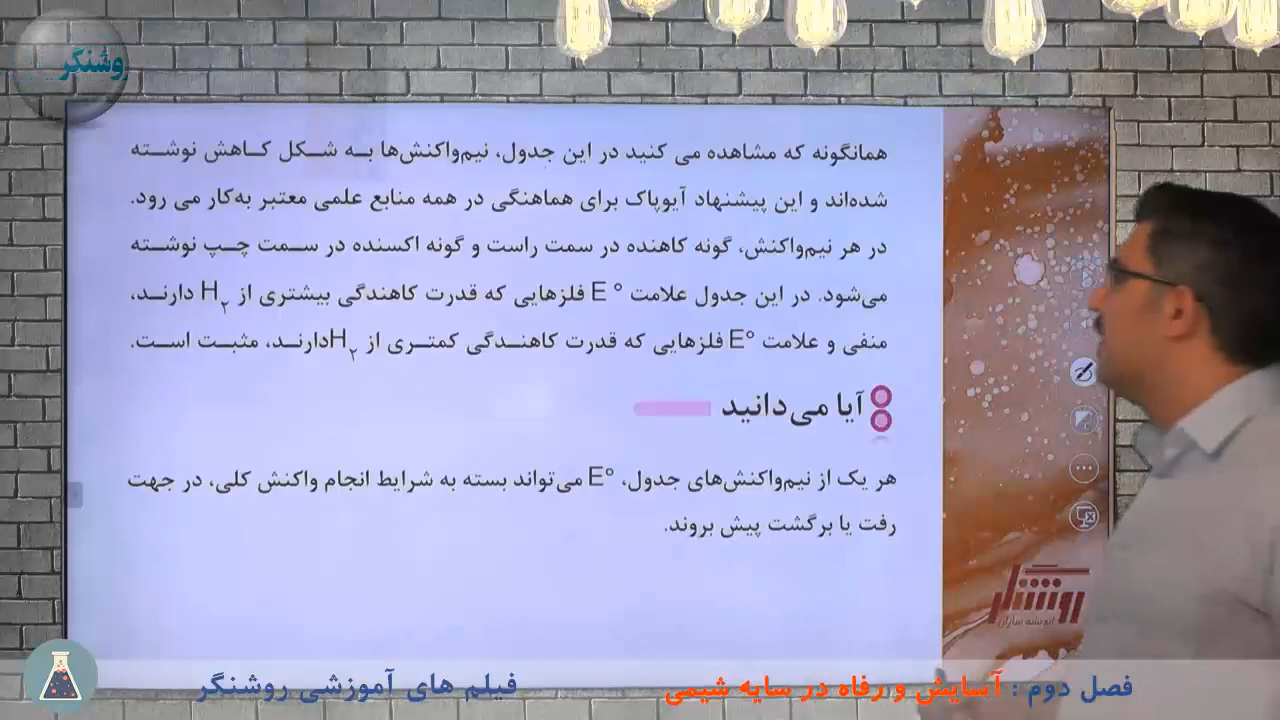 روشنگر
همانگونه که مشاهده می کنید در این جدول، نیم‌واکنش‌ها به شکل کاهش نوشته
شده‌اند و این پیشنهاد آیوپاک برای هماهنگی در همه منابع علمی معتبر به‌کار می رود.
در هر نیم‌واکنش، گونه کاهنده در سمت راست و گونه اکسنده در سمت چپ نوشته
می‌شود. در این جدول علامت E° فلزهایی که قدرت کاهندگی بیشتری از H۲ دارند،
منفی و علامت E° فلزهایی که قدرت کاهندگی کمتری از H۲دارند، مثبت است.
آیا می‌دانید
هر یک از نیم‌واکنش‌های جدول، E° می‌تواند بسته به شرایط انجام واکنش کلی، در جهت
رفت یا برگشت پیش بروند.
روشنگر
اندیشه سازان
فصل دوم : آسایش و رفاه در سایه شیمی
فیلم های آموزشی روشنگر